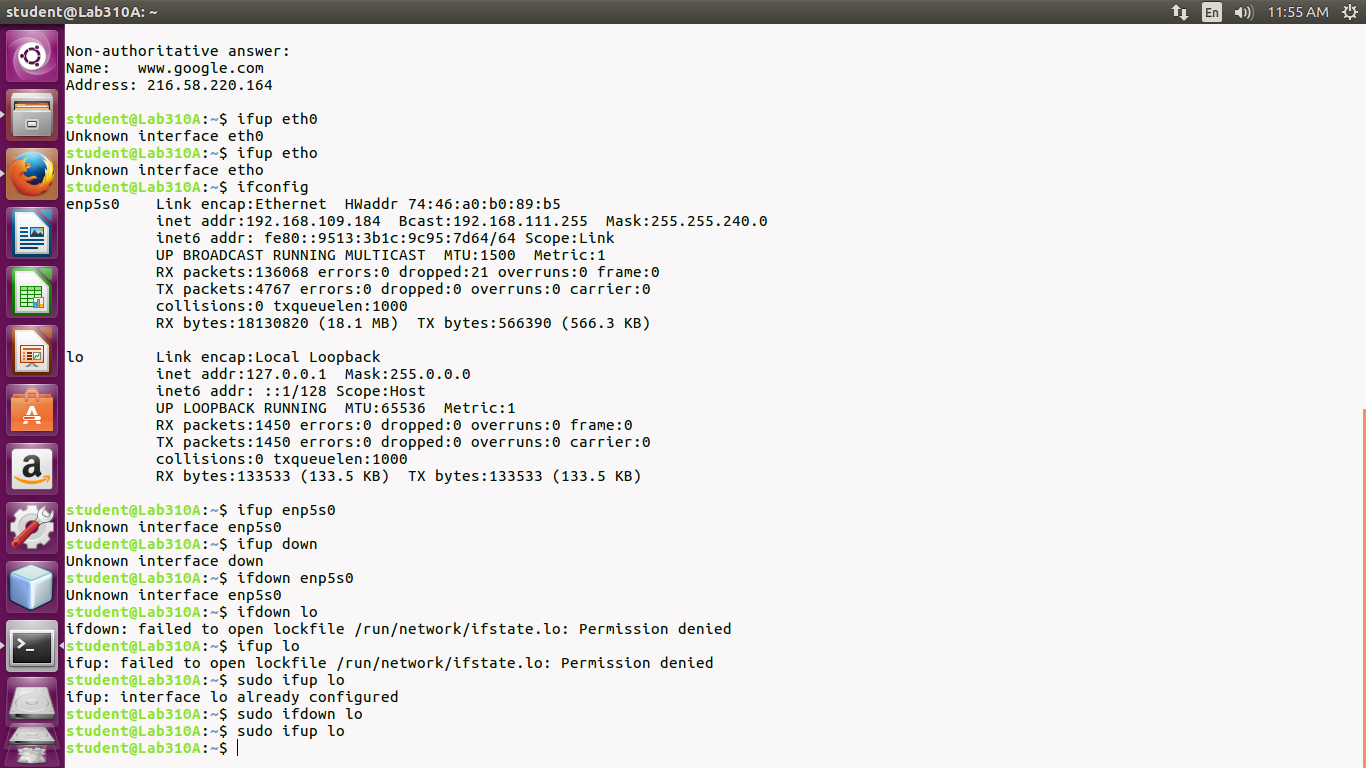 student@Lab310A: ~
En
11:55 AM
Non-authoritative answer:
Name:   www.google.com
Address: 216.58.220.164
student@Lab310A:~$ ifup eth0
Unknown interface eth0
student@Lab310A:~$ ifup etho
Unknown interface etho
student@Lab310A:~$ ifconfig
enp5s0    Link encap:Ethernet  HWaddr 74:46:a0:b0:89:b5
          inet addr:192.168.109.184  Bcast:192.168.111.255  Mask:255.255.240.0
          inet6 addr: fe80::9513:3b1c:9c95:7d64/64 Scope:Link
          UP BROADCAST RUNNING MULTICAST  MTU:1500  Metric:1
          RX packets:136068 errors:0 dropped:21 overruns:0 frame:0
          TX packets:4767 errors:0 dropped:0 overruns:0 carrier:0
          collisions:0 txqueuelen:1000
          RX bytes:18130820 (18.1 MB)  TX bytes:566390 (566.3 KB)
lo        Link encap:Local Loopback
          inet addr:127.0.0.1  Mask:255.0.0.0
          inet6 addr: ::1/128 Scope:Host
          UP LOOPBACK RUNNING  MTU:65536  Metric:1
          RX packets:1450 errors:0 dropped:0 overruns:0 frame:0
          TX packets:1450 errors:0 dropped:0 overruns:0 carrier:0
          collisions:0 txqueuelen:1000
          RX bytes:133533 (133.5 KB)  TX bytes:133533 (133.5 KB)
student@Lab310A:~$ ifup enp5s0
Unknown interface enp5s0
student@Lab310A:~$ ifup down
Unknown interface down
student@Lab310A:~$ ifdown enp5s0
Unknown interface enp5s0
student@Lab310A:~$ ifdown lo
ifdown: failed to open lockfile /run/network/ifstate.lo: Permission denied
student@Lab310A:~$ ifup lo
ifup: failed to open lockfile /run/network/ifstate.lo: Permission denied
student@Lab310A:~$ sudo ifup lo
ifup: interface lo already configured
student@Lab310A:~$ sudo ifdown lo
student@Lab310A:~$ sudo ifup lo
student@Lab310A:~$